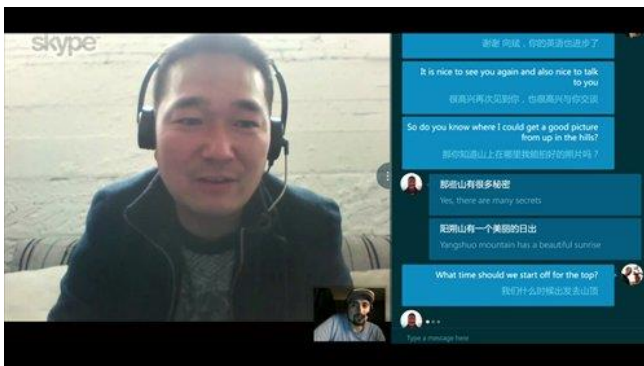 skype
谢谢 向斌，你的英语也进步了
It is nice to see you again and also nice to talk
to you
很高兴再次见到你，也很高兴与你交谈
So do you know where I could get a good picture
from up in the hills?
那你知道山上在哪里我能拍好的照片吗？
那些山有很多秘密
Yes, there are many secrets
阳朔山有一个美丽的日出
Yangshuo mountain has a beautiful sunrise
What time should we start off for the top?
我们什么时候出发去山顶
Type a message here